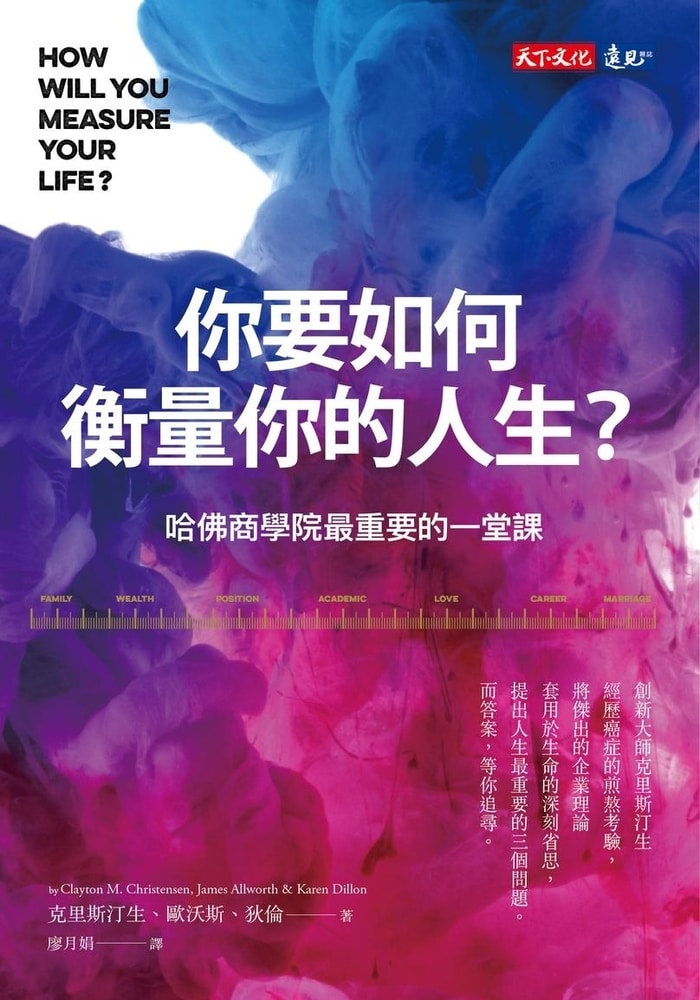 HOW
WILL YOU
MEASURE
YOUR
LIFE?
天下文化 遠見雜誌
你要如何
衡量你的人生?
哈佛商學院最重要的一堂課
FAMILY WEALTH POSITION ACADEMIC LOVE CAREER MARRIAGE
創新大師克里斯汀生
經歷癌症的煎熬考驗，
將傑出的企業理論
套用於生命的深刻省思，
提出人生最重要的三個問題。
而答案，等你追尋。
by Clayton M. Christensen, James Allworth & Karen Dillon
克里斯汀生、歐沃斯、狄倫——著
廖月娟——譯